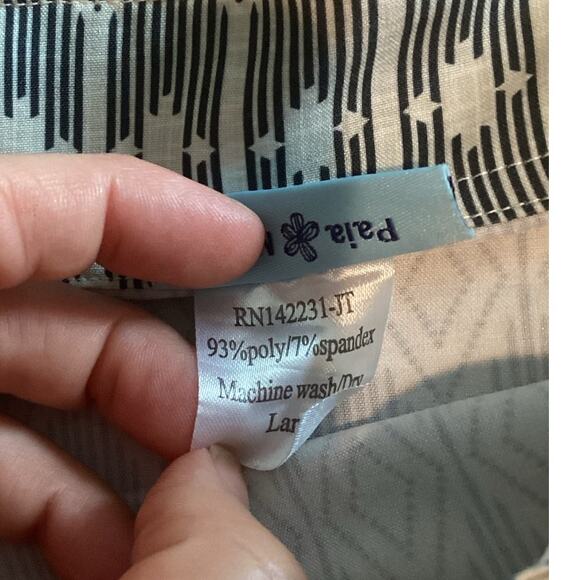 Paia
RN142231-JT
93%poly/7%spandex
Machine wash/Dry
Lar